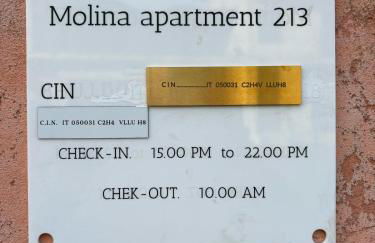 Molina apartment 213
CIN
CIN IT 050031 C2H4V LLUH8
C.I.N. IT 050031 C2H4 VLLU H8
CHECK-IN. 15.00 PM to 22.00 PM
CHEK-OUT. 10.00 AM